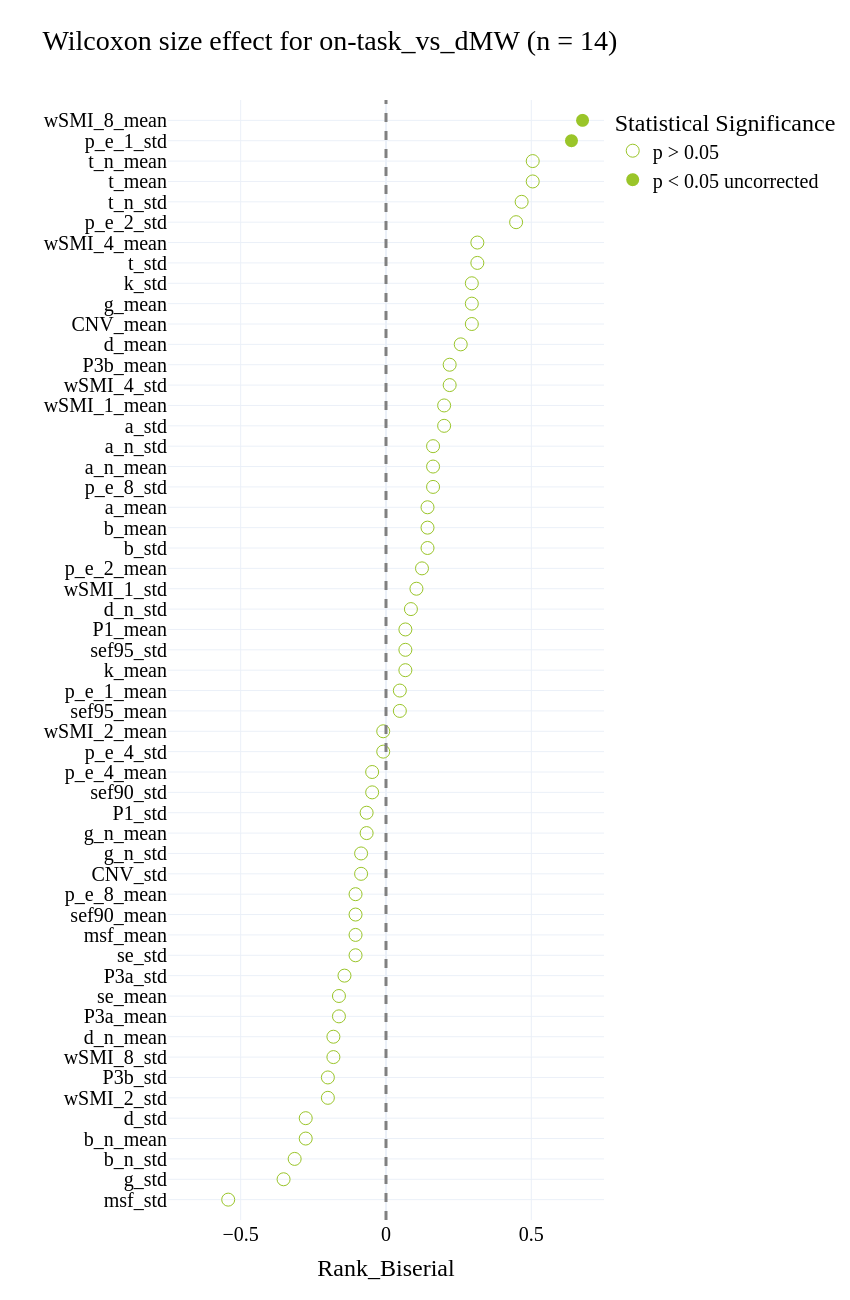 Wilcoxon size effect for on-task_vs_dMW (n = 14)
Statistical Significance
p > 0.05
p < 0.05 uncorrected
wSMI_8_mean
p_e_1_std
t_n_mean
t_mean
t_n_std
p_e_2_std
wSMI_4_mean
t_std
k_std
g_mean
CNV_mean
d_mean
P3b_mean
wSMI_4_std
wSMI_1_mean
a_std
a_n_std
a_n_mean
p_e_8_std
a_mean
b_mean
b_std
p_e_2_mean
wSMI_1_std
d_n_std
P1_mean
sef95_std
k_mean
p_e_1_mean
sef95_mean
wSMI_2_mean
p_e_4_std
p_e_4_mean
sef90_std
P1_std
g_n_mean
g_n_std
CNV_std
p_e_8_mean
sef90_mean
msf_mean
se_std
P3a_std
se_mean
P3a_mean
d_n_mean
wSMI_8_std
P3b_std
wSMI_2_std
d_std
b_n_mean
b_n_std
g_std
msf_std
−0.5 0 0.5
Rank_Biserial